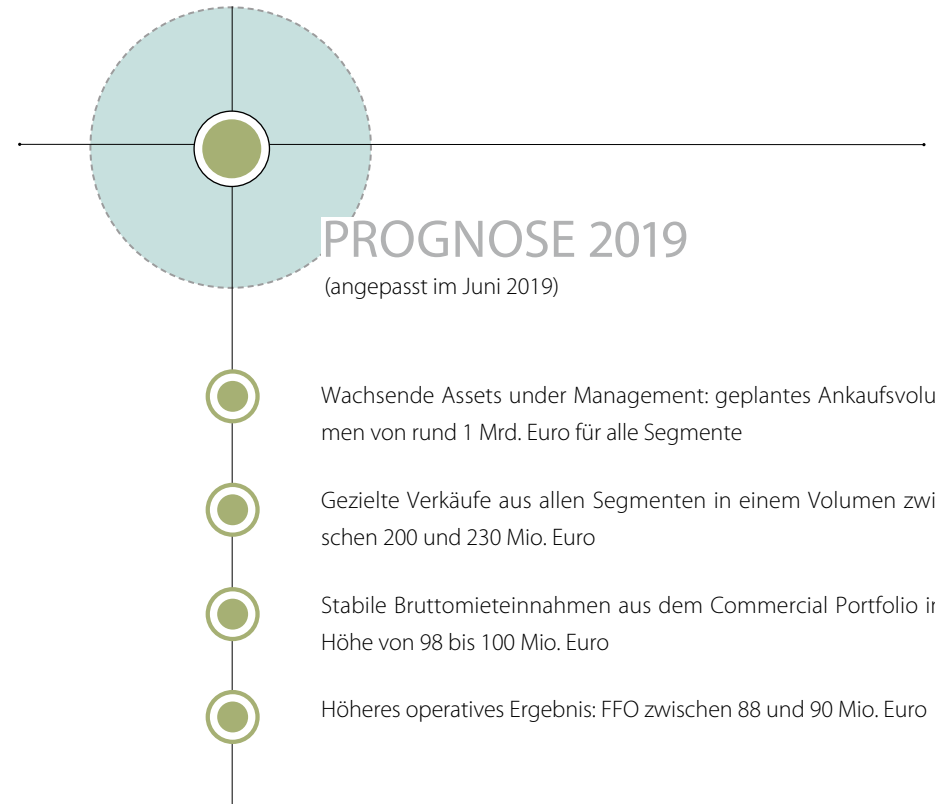 PROGNOSE 2019
(angepasst im Juni 2019)
Wachsende Assets under Management: geplantes Ankaufsvolu
men von rund 1 Mrd. Euro für alle Segmente
Gezielte Verkäufe aus allen Segmenten in einem Volumen zwi
schen 200 und 230 Mio. Euro
Stabile Bruttomieteinnahmen aus dem Commercial Portfolio in
Höhe von 98 bis 100 Mio. Euro
Höheres operatives Ergebnis: FFO zwischen 88 und 90 Mio. Euro